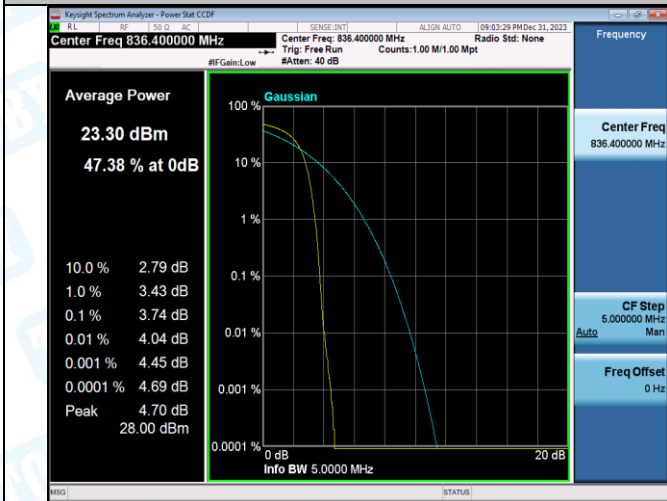 Keysight Spectrum Analyzer - Power Stat CCDF
RL RF 50 Ω AC SENSE:INT ALIGN AUTO 09:03:29 PM Dec 31, 2023
Center Freq 836.400000 MHz
Center Freq: 836.400000 MHz Radio Std: None
Trig: Free Run Counts:1.00 M/1.00 Mpt
#IFGain:Low #Atten: 40 dB
Frequency
Average Power
23.30 dBm
47.38 % at 0dB
10.0 % 2.79 dB
1.0 % 3.43 dB
0.1 % 3.74 dB
0.01 % 4.04 dB
0.001 % 4.45 dB
0.0001 % 4.69 dB
Peak 4.70 dB
28.00 dBm
Gaussian
100 %
10 %
1 %
0.1 %
0.01 %
0.001 %
0.0001 %
0 dB 20 dB
Info BW 5.0000 MHz
Center Freq
836.400000 MHz
CF Step
5.000000 MHz
Auto Man
Freq Offset
0 Hz
MSG STATUS